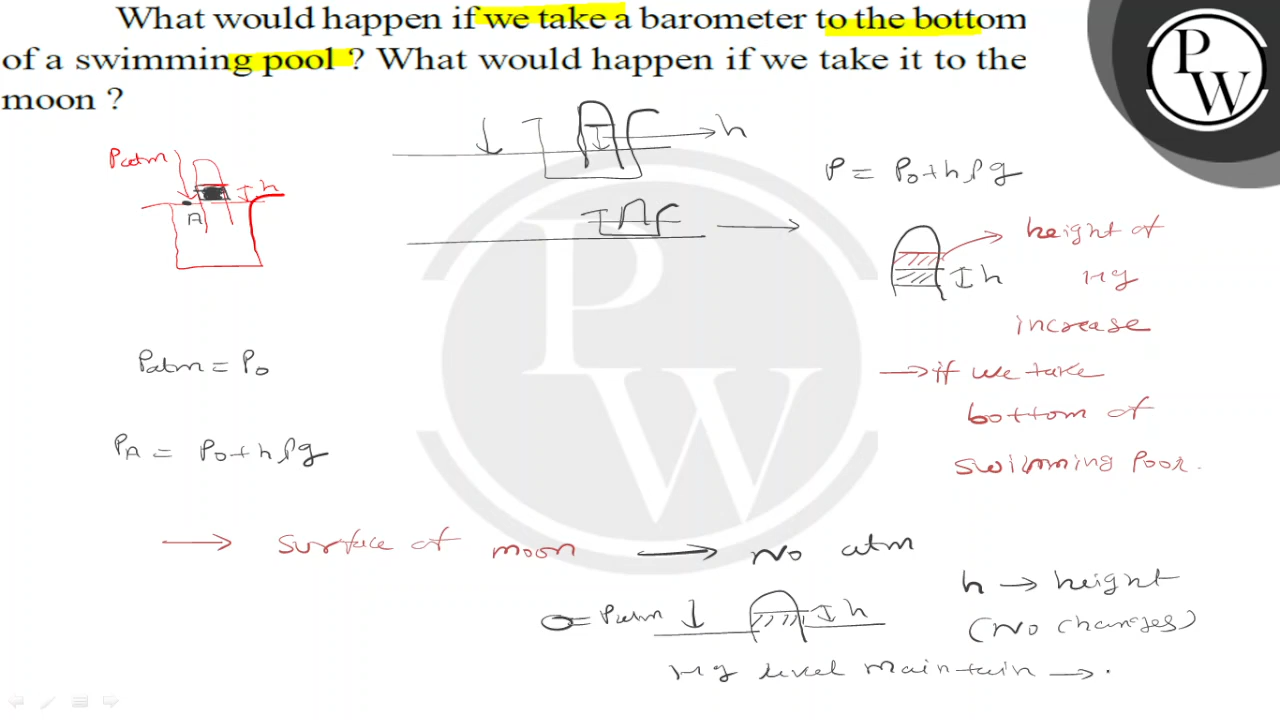 What would happen if we take a barometer to the bottom
of a swimming pool ? What would happen if we take it to the
moon ?
P
W
Patm
h
A
h
P = P₀ + hρg
height of
Hg
increase
h
→ if we take
bottom of
swimming Pool.
Patm = P₀
P_A = P₀ + hρg
→ surface of moon → No atm
h → height
(No changes)
0 = Patm ↓ h
Hg level maintain → .
P
W